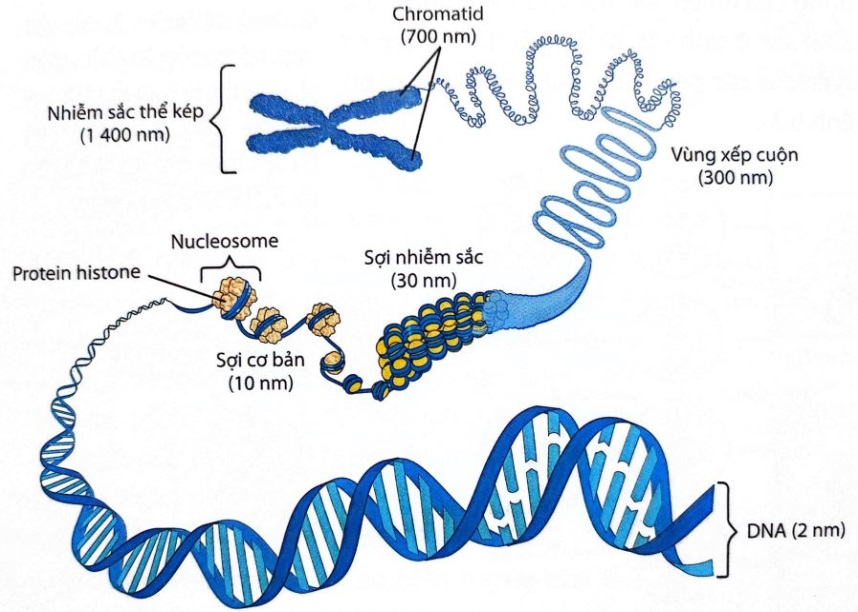 Chromatid
(700 nm)
Nhiễm sắc thể kép
(1 400 nm)
Vùng xếp cuộn
(300 nm)
Nucleosome
Protein histone
Sợi nhiễm sắc
(30 nm)
Sợi cơ bản
(10 nm)
DNA (2 nm)